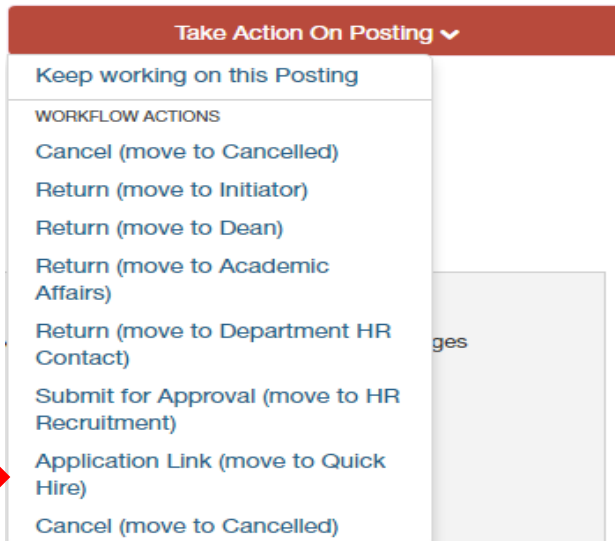 Take Action On Posting
Keep working on this Posting
WORKFLOW ACTIONS
Cancel (move to Cancelled)
Return (move to Initiator)
Return (move to Dean)
Return (move to Academic
Affairs)
Return (move to Department HR
Contact)
ges
Submit for Approval (move to HR
Recruitment)
Application Link (move to Quick
Hire)
Cancel (move to Cancelled)